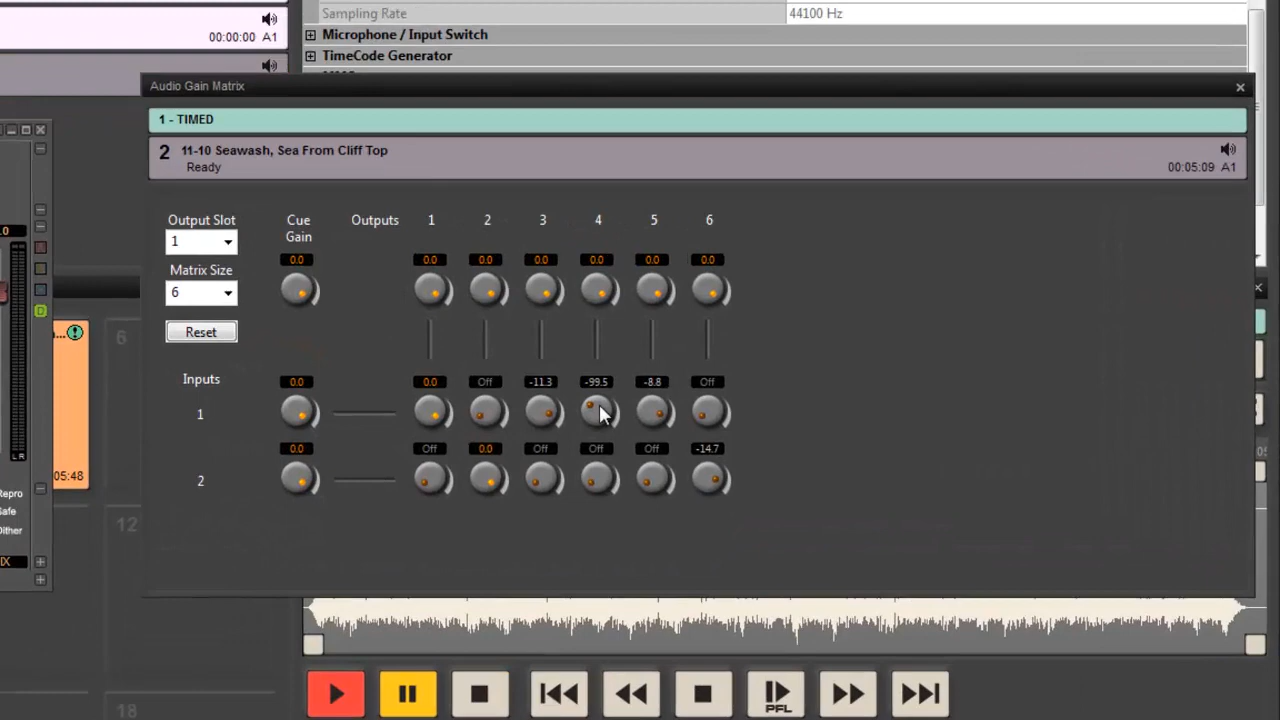 Sampling Rate 44100 Hz
00:00:00 A1
Microphone / Input Switch
TimeCode Generator
Audio Gain Matrix
1 - TIMED
2 11-10 Seawash, Sea From Cliff Top
Ready 00:05:09 A1
Output Slot Cue Gain Outputs 1 2 3 4 5 6
1
0.0 0.0 0.0 0.0 0.0 0.0 0.0
Matrix Size
6
Reset
Inputs 0.0 0.0 Off -11.3 -99.5 -8.8 Off
1
0.0 Off 0.0 Off Off Off -14.7
2
6
05:48
L R
Repro
Safe
Dither
12
IX
18
PFL